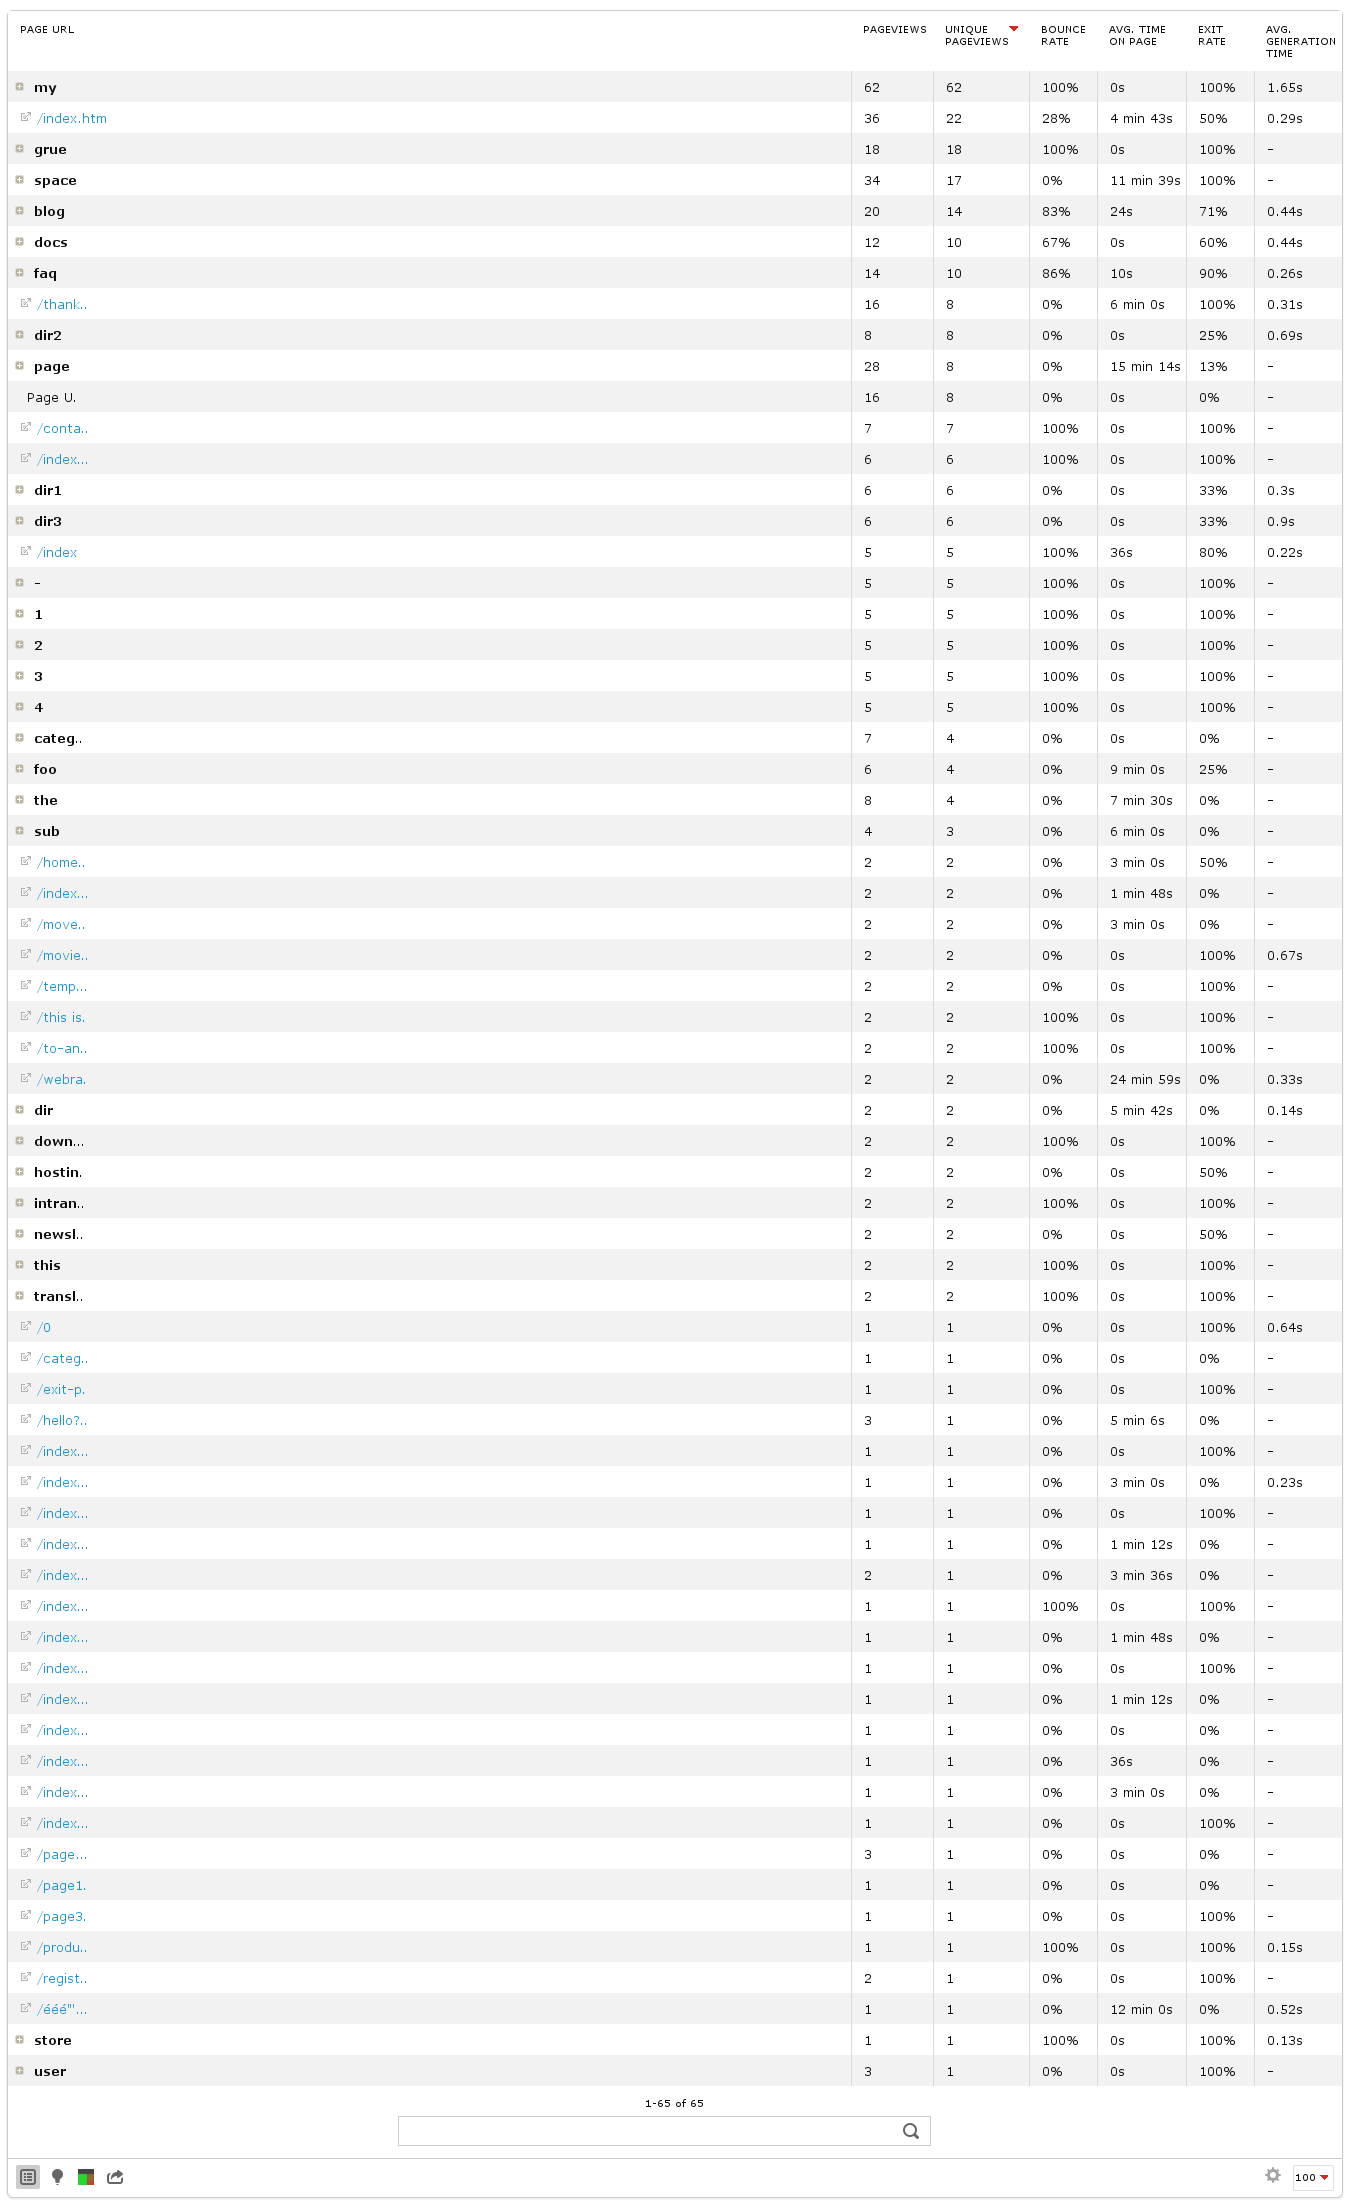 PAGE URL PAGEVIEWS UNIQUE PAGEVIEWS BOUNCE RATE AVG. TIME ON PAGE EXIT RATE AVG. GENERATION TIME
my 62 62 100% 0s 100% 1.65s
/index.htm 36 22 28% 4 min 43s 50% 0.29s
grue 18 18 100% 0s 100% -
space 34 17 0% 11 min 39s 100% -
blog 20 14 83% 24s 71% 0.44s
docs 12 10 67% 0s 60% 0.44s
faq 14 10 86% 10s 90% 0.26s
/thank.. 16 8 0% 6 min 0s 100% 0.31s
dir2 8 8 0% 0s 25% 0.69s
page 28 8 0% 15 min 14s 13% -
Page U. 16 8 0% 0s 0% -
/conta.. 7 7 100% 0s 100% -
/index... 6 6 100% 0s 100% -
dir1 6 6 0% 0s 33% 0.3s
dir3 6 6 0% 0s 33% 0.9s
/index 5 5 100% 36s 80% 0.22s
- 5 5 100% 0s 100% -
1 5 5 100% 0s 100% -
2 5 5 100% 0s 100% -
3 5 5 100% 0s 100% -
4 5 5 100% 0s 100% -
categ.. 7 4 0% 0s 0% -
foo 6 4 0% 9 min 0s 25% -
the 8 4 0% 7 min 30s 0% -
sub 4 3 0% 6 min 0s 0% -
/home.. 2 2 0% 3 min 0s 50% -
/index... 2 2 0% 1 min 48s 0% -
/move.. 2 2 0% 3 min 0s 0% -
/movie.. 2 2 0% 0s 100% 0.67s
/temp... 2 2 0% 0s 100% -
/this is. 2 2 100% 0s 100% -
/to-an.. 2 2 100% 0s 100% -
/webra. 2 2 0% 24 min 59s 0% 0.33s
dir 2 2 0% 5 min 42s 0% 0.14s
down... 2 2 100% 0s 100% -
hostin. 2 2 0% 0s 50% -
intran.. 2 2 100% 0s 100% -
newsl.. 2 2 0% 0s 50% -
this 2 2 100% 0s 100% -
transl.. 2 2 100% 0s 100% -
/0 1 1 0% 0s 100% 0.64s
/categ.. 1 1 0% 0s 0% -
/exit-p. 1 1 0% 0s 100% -
/hello?.. 3 1 0% 5 min 6s 0% -
/index... 1 1 0% 0s 100% -
/index... 1 1 0% 3 min 0s 0% 0.23s
/index... 1 1 0% 0s 100% -
/index... 1 1 0% 1 min 12s 0% -
/index... 2 1 0% 3 min 36s 0% -
/index... 1 1 100% 0s 100% -
/index... 1 1 0% 1 min 48s 0% -
/index... 1 1 0% 0s 100% -
/index... 1 1 0% 1 min 12s 0% -
/index... 1 1 0% 0s 0% -
/index... 1 1 0% 36s 0% -
/index... 1 1 0% 3 min 0s 0% -
/index... 1 1 0% 0s 100% -
/page... 3 1 0% 0s 0% -
/page1. 1 1 0% 0s 0% -
/page3. 1 1 0% 0s 100% -
/produ.. 1 1 100% 0s 100% 0.15s
/regist.. 2 1 0% 0s 100% -
/ééé"'... 1 1 0% 12 min 0s 0% 0.52s
store 1 1 100% 0s 100% 0.13s
user 3 1 0% 0s 100% -
1-65 of 65
100